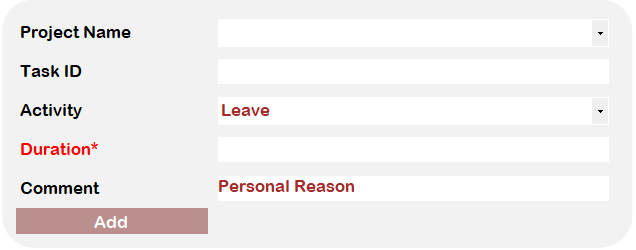 Project Name
Task ID
Activity Leave
Duration*
Comment Personal Reason
Add